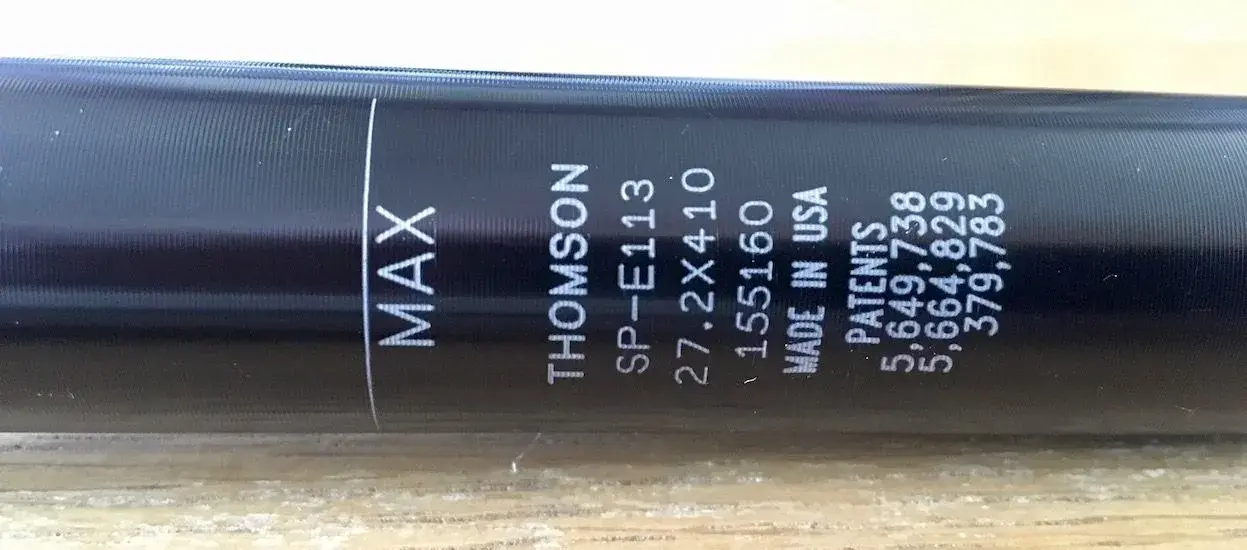 MAX
THOMSON
SP-E113
27.2X410
155160
MADE IN USA
PATENTS
5,649,738
5,664,829
379,783